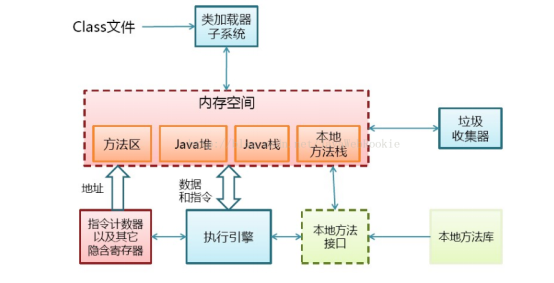 Class文件
类加载器
子系统
内存空间
方法区
Java堆
Java栈
本地
方法栈
垃圾
收集器
地址
数据
和指令
指令计数器
以及其它
隐含寄存器
执行引擎
本地方法
接口
本地方法库